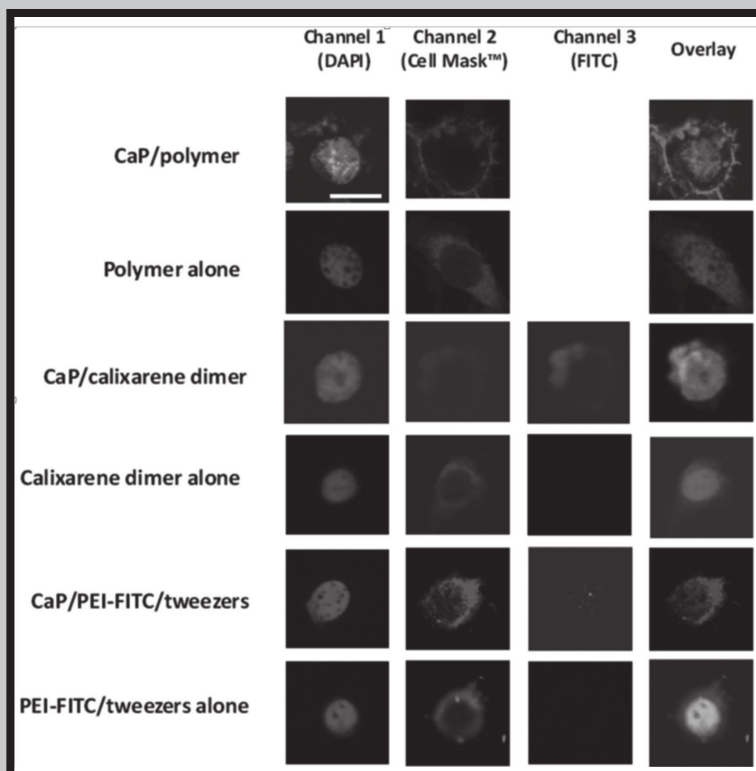 Channel 1
(DAPI)
Channel 2
(Cell Mask™)
Channel 3
(FITC)
Overlay
CaP/polymer
Polymer alone
CaP/calixarene dimer
Calixarene dimer alone
CaP/PEI-FITC/tweezers
PEI-FITC/tweezers alone